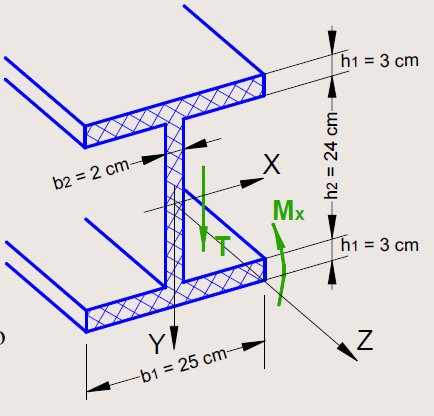 h1 = 3 cm
b2 = 2 cm
h2 = 24 cm
X
Mx
T
h1 = 3 cm
Y
Z
b1 = 25 cm